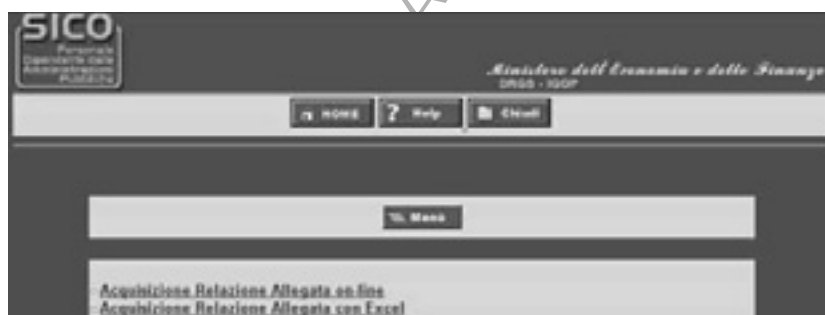 SICO
Personale
Dipendente dalle
Amministrazioni
Pubbliche
Ministero dell'Economia e delle Finanze
DRGS - IGOP
HOME
? Help
Chiudi
Menù
Acquisizione Relazione Allegata on-line
Acquisizione Relazione Allegata con Excel